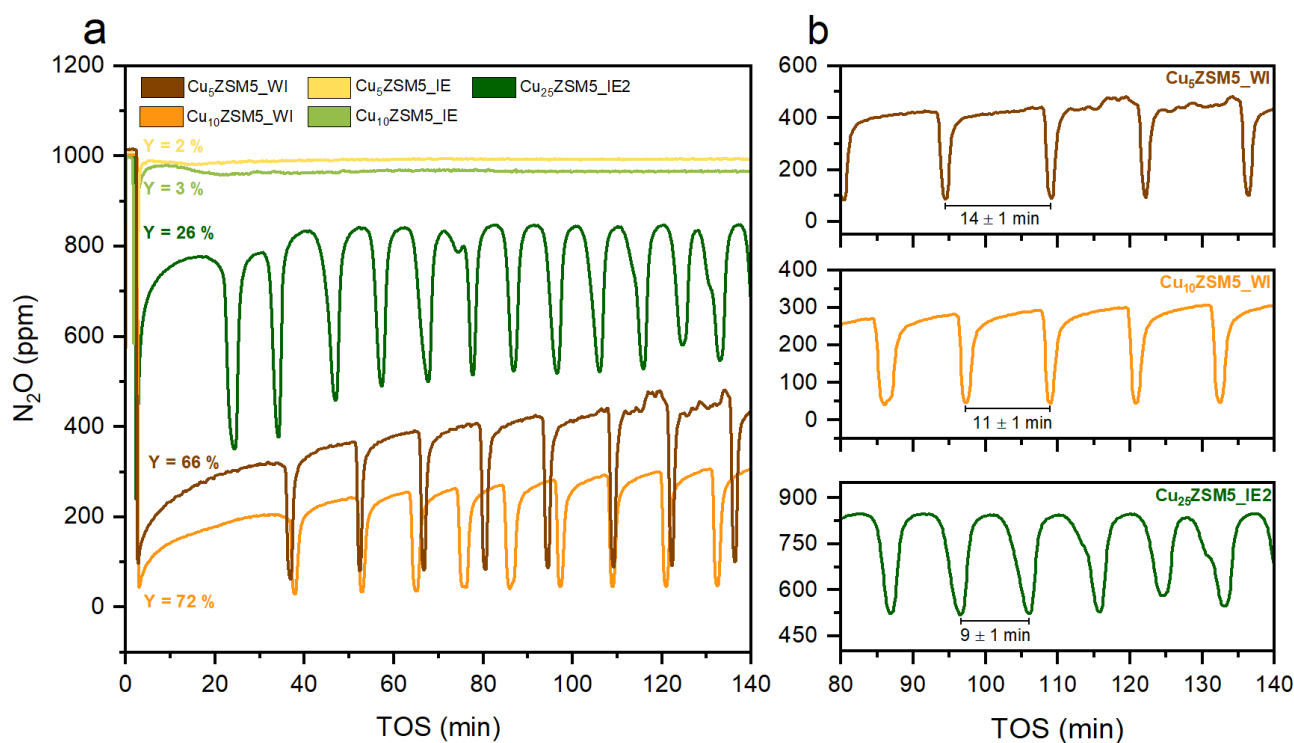 a
1200
1000
800
600
400
200
0
N₂O (ppm)
Cu₅ZSM5_WI
Cu₅ZSM5_IE
Cu₂₅ZSM5_IE2
Cu₁₀ZSM5_WI
Cu₁₀ZSM5_IE
Y = 2 %
Y = 3 %
Y = 26 %
Y = 66 %
Y = 72 %
0 20 40 60 80 100 120 140
TOS (min)
b
600
400
200
0
Cu₅ZSM5_WI
14 ± 1 min
400
300
200
100
0
Cu₁₀ZSM5_WI
11 ± 1 min
900
750
600
450
Cu₂₅ZSM5_IE2
9 ± 1 min
80 90 100 110 120 130 140
TOS (min)